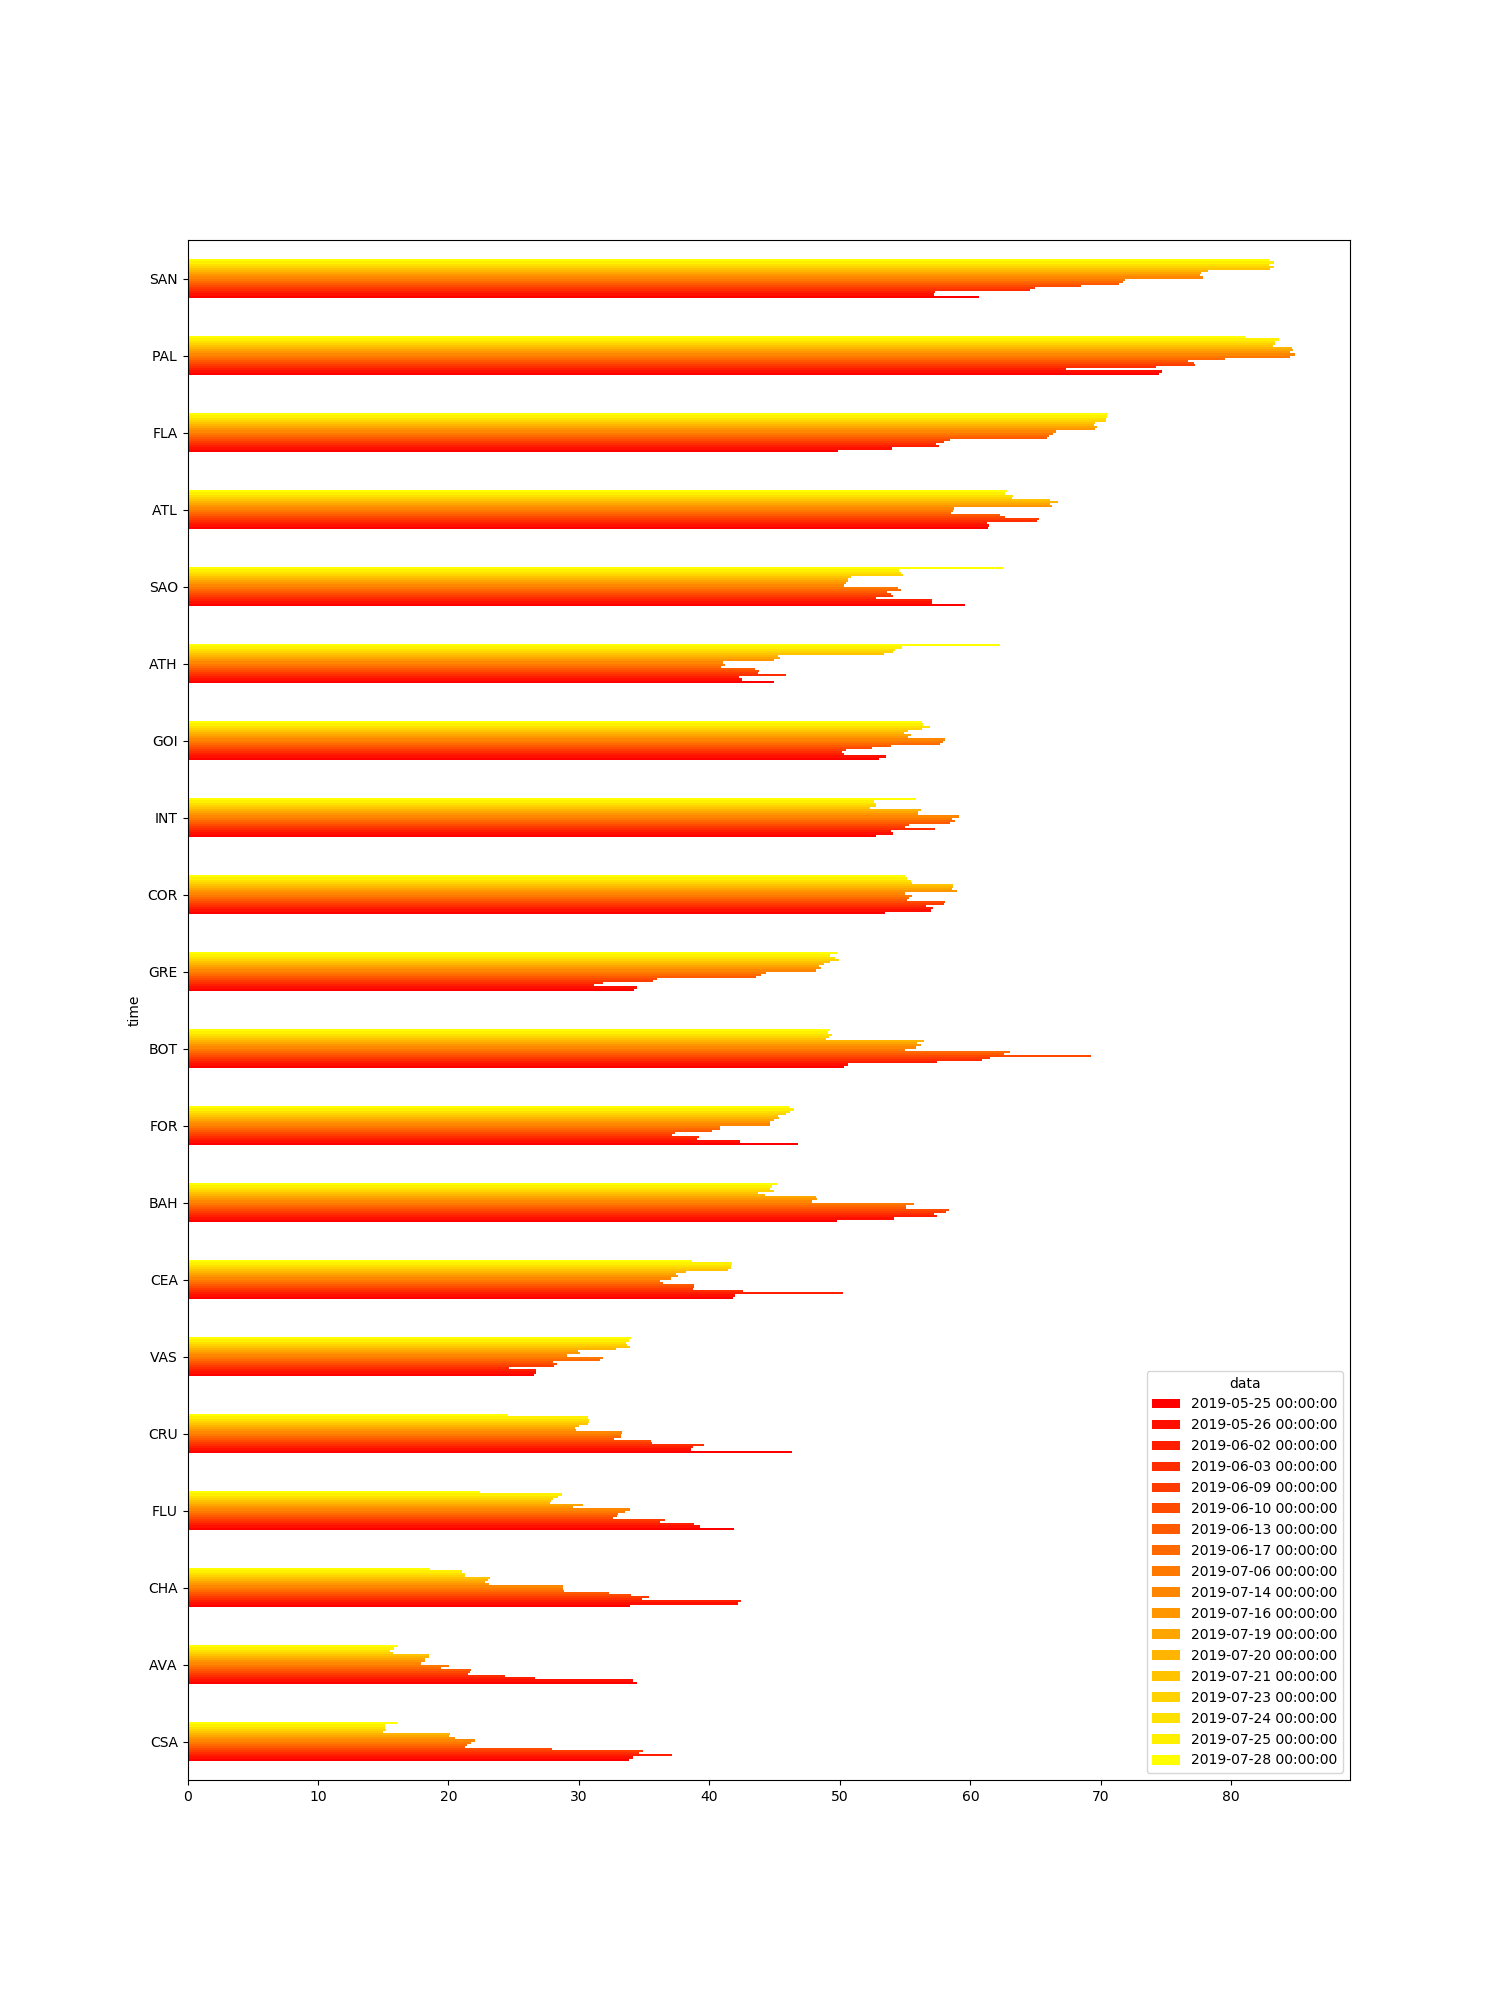 SAN
PAL
FLA
ATL
SAO
ATH
GOI
INT
COR
GRE
time
BOT
FOR
BAH
CEA
VAS
CRU
FLU
CHA
AVA
CSA
data
2019-05-25 00:00:00
2019-05-26 00:00:00
2019-06-02 00:00:00
2019-06-03 00:00:00
2019-06-09 00:00:00
2019-06-10 00:00:00
2019-06-13 00:00:00
2019-06-17 00:00:00
2019-07-06 00:00:00
2019-07-14 00:00:00
2019-07-16 00:00:00
2019-07-19 00:00:00
2019-07-20 00:00:00
2019-07-21 00:00:00
2019-07-23 00:00:00
2019-07-24 00:00:00
2019-07-25 00:00:00
2019-07-28 00:00:00
0 10 20 30 40 50 60 70 80